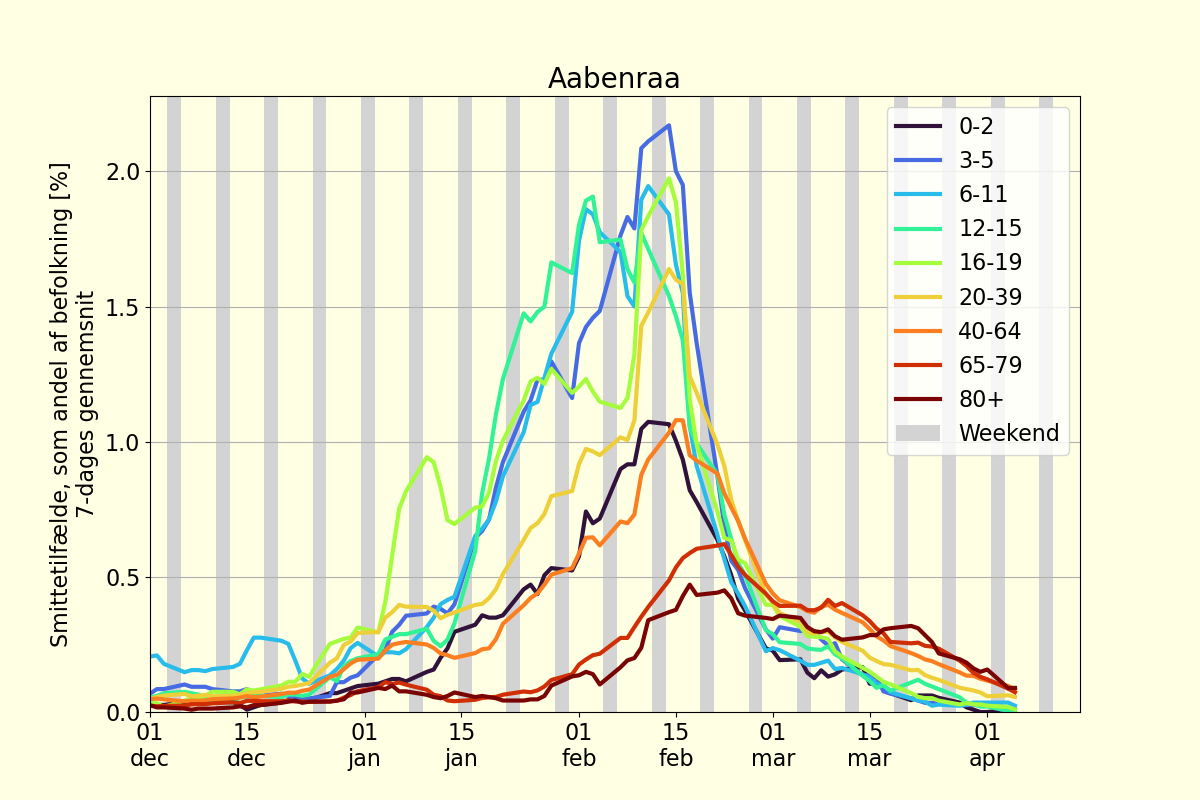 Aabenraa
Smittetilfælde, som andel af befolkning [%]
7-dages gennemsnit
2.0
1.5
1.0
0.5
0.0
01
dec
15
dec
01
jan
15
jan
01
feb
15
feb
01
mar
15
mar
01
apr
0-2
3-5
6-11
12-15
16-19
20-39
40-64
65-79
80+
Weekend